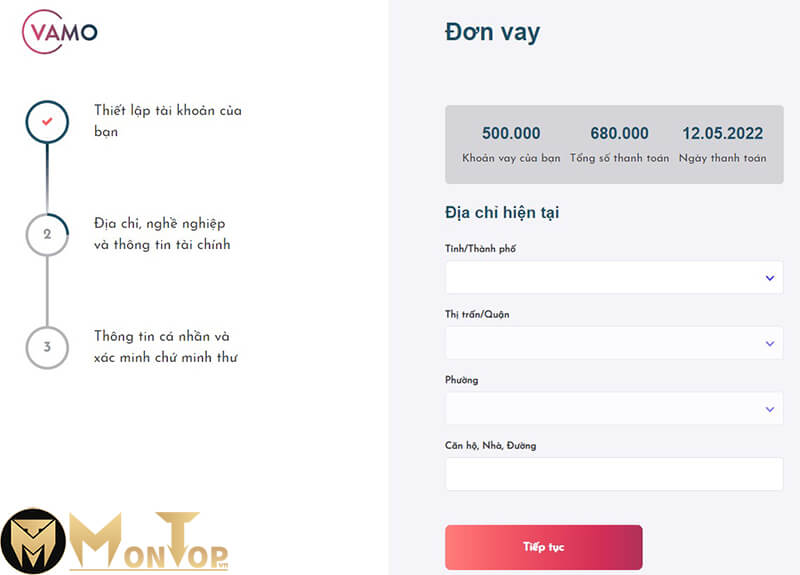 VAMO
Đơn vay
Thiết lập tài khoản của
bạn
500.000 680.000 12.05.2022
Khoản vay của bạn Tổng số thanh toán Ngày thanh toán
Địa chỉ hiện tại
2
Địa chỉ, nghề nghiệp
và thông tin tài chính
Tỉnh/Thành phố
Thị trấn/Quận
3
Thông tin cá nhân và
xác minh chứ minh thư
Phường
Căn hộ, Nhà, Đường
MONTOP.vn
Tiếp tục